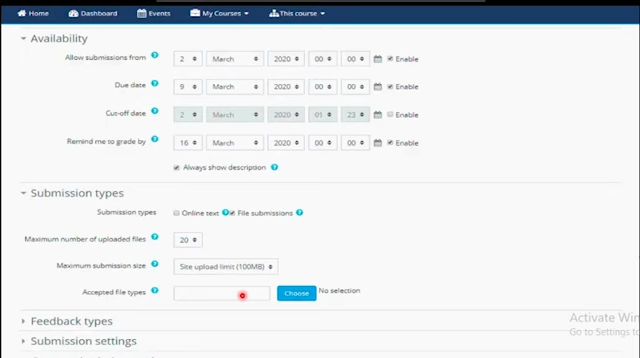 Home Dashboard Events My Courses This course
Availability
Allow submissions from ? 2 March 2020 00 00 Enable
Due date ? 9 March 2020 00 00 Enable
Cut-off date ? 2 March 2020 01 23 Enable
Remind me to grade by ? 16 March 2020 00 00 Enable
Always show description ?
Submission types
Submission types ? Online text ? File submissions ?
Maximum number of uploaded files ? 20
Maximum submission size ? Site upload limit (100MB)
Accepted file types ? Choose No selection
Feedback types
Submission settings
Activate Win
Go to Settings to